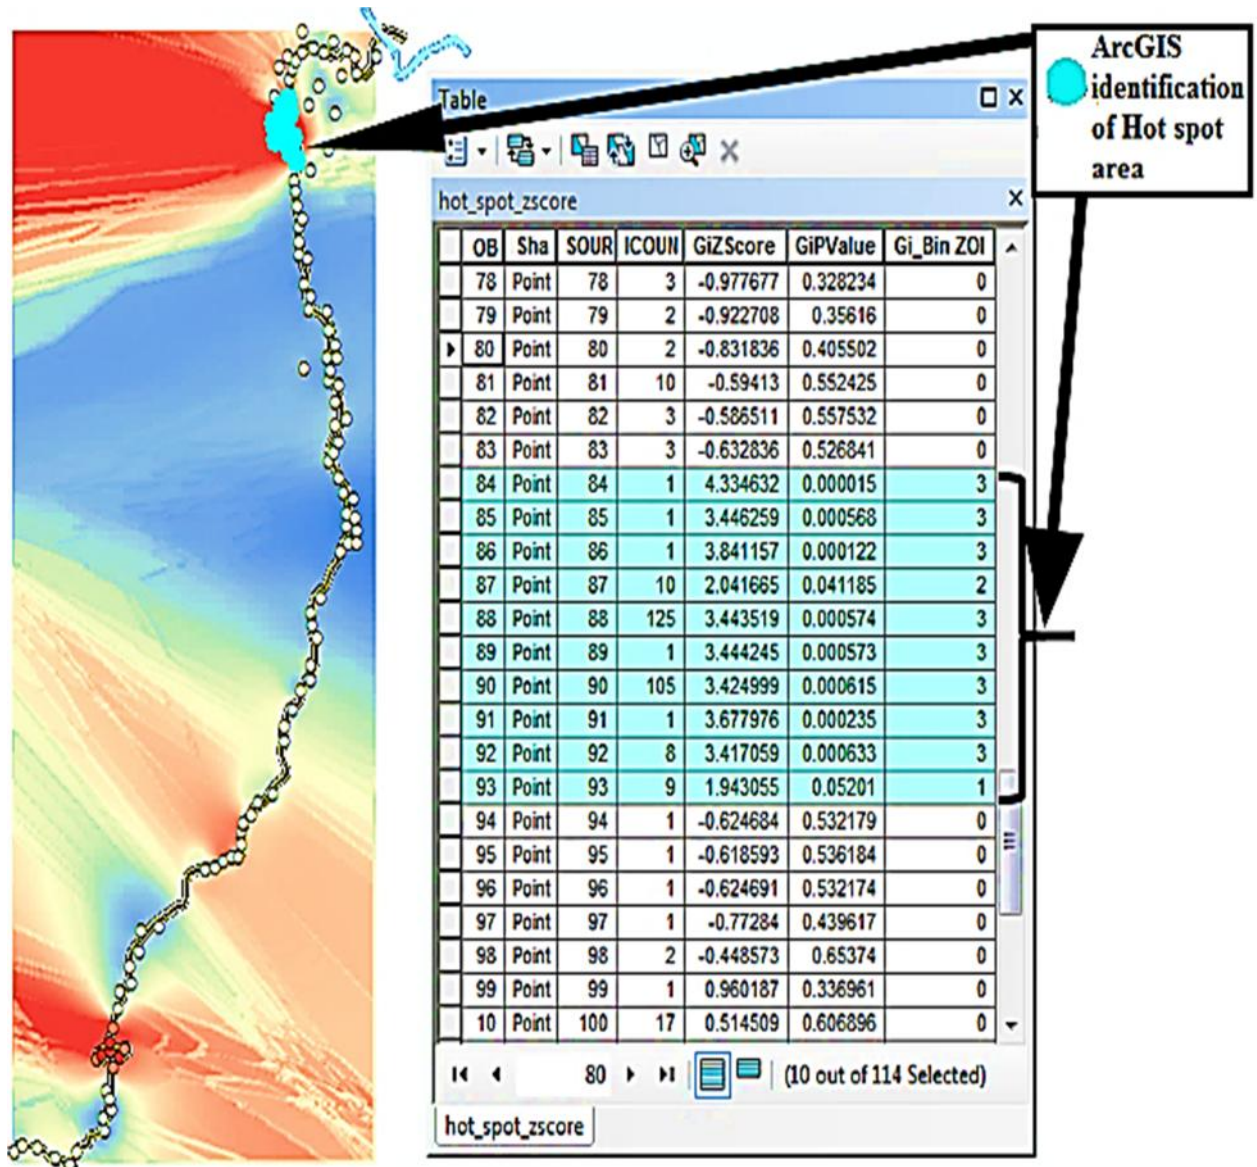 ArcGIS
identification
of Hot spot
area
Table
hot_spot_zscore
OB Sha SOUR ICOUN GiZScore GiPValue Gi_Bin ZOI
78 Point 78 3 -0.977677 0.328234 0
79 Point 79 2 -0.922708 0.35616 0
80 Point 80 2 -0.831836 0.405502 0
81 Point 81 10 -0.59413 0.552425 0
82 Point 82 3 -0.586511 0.557532 0
83 Point 83 3 -0.632836 0.526841 0
84 Point 84 1 4.334632 0.000015 3
85 Point 85 1 3.446259 0.000568 3
86 Point 86 1 3.841157 0.000122 3
87 Point 87 10 2.041665 0.041185 2
88 Point 88 125 3.443519 0.000574 3
89 Point 89 1 3.444245 0.000573 3
90 Point 90 105 3.424999 0.000615 3
91 Point 91 1 3.677976 0.000235 3
92 Point 92 8 3.417059 0.000633 3
93 Point 93 9 1.943055 0.05201 1
94 Point 94 1 -0.624684 0.532179 0
95 Point 95 1 -0.618593 0.536184 0
96 Point 96 1 -0.624691 0.532174 0
97 Point 97 1 -0.77284 0.439617 0
98 Point 98 2 -0.448573 0.65374 0
99 Point 99 1 0.960187 0.336961 0
10 Point 100 17 0.514509 0.606896 0
80 (10 out of 114 Selected)
hot_spot_zscore